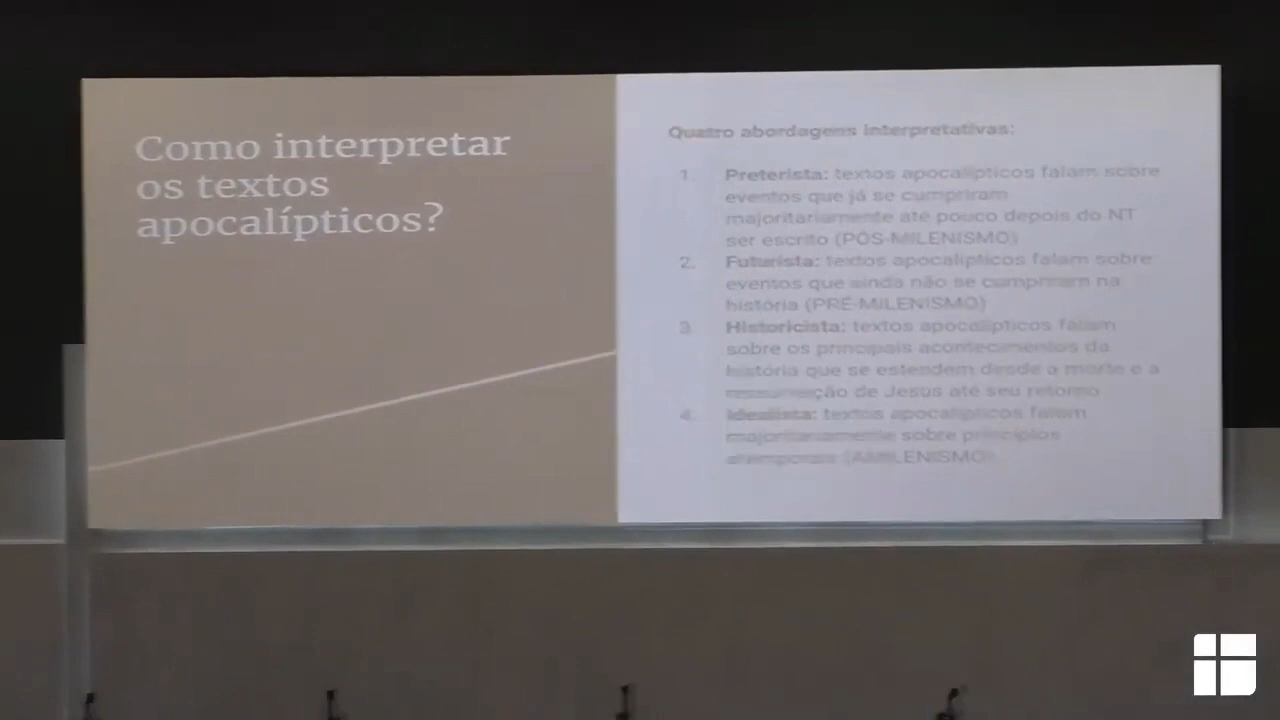 Como interpretar
os textos
apocalípticos?
Quatro abordagens interpretativas:
1. Preterista: textos apocalípticos falam sobre
eventos que já se cumpriram
majoritariamente até pouco depois do NT
ser escrito (PÓS-MILENISMO)
2. Futurista: textos apocalípticos falam sobre
eventos que ainda não se cumpriram na
história (PRÉ-MILENISMO)
3. Historicista: textos apocalípticos falam
sobre os principais acontecimentos da
história que se estendem desde a morte e a
ressurreição de Jesus até seu retorno
4. Idealista: textos apocalípticos falam
majoritariamente sobre princípios
atemporais (AMILENISMO)